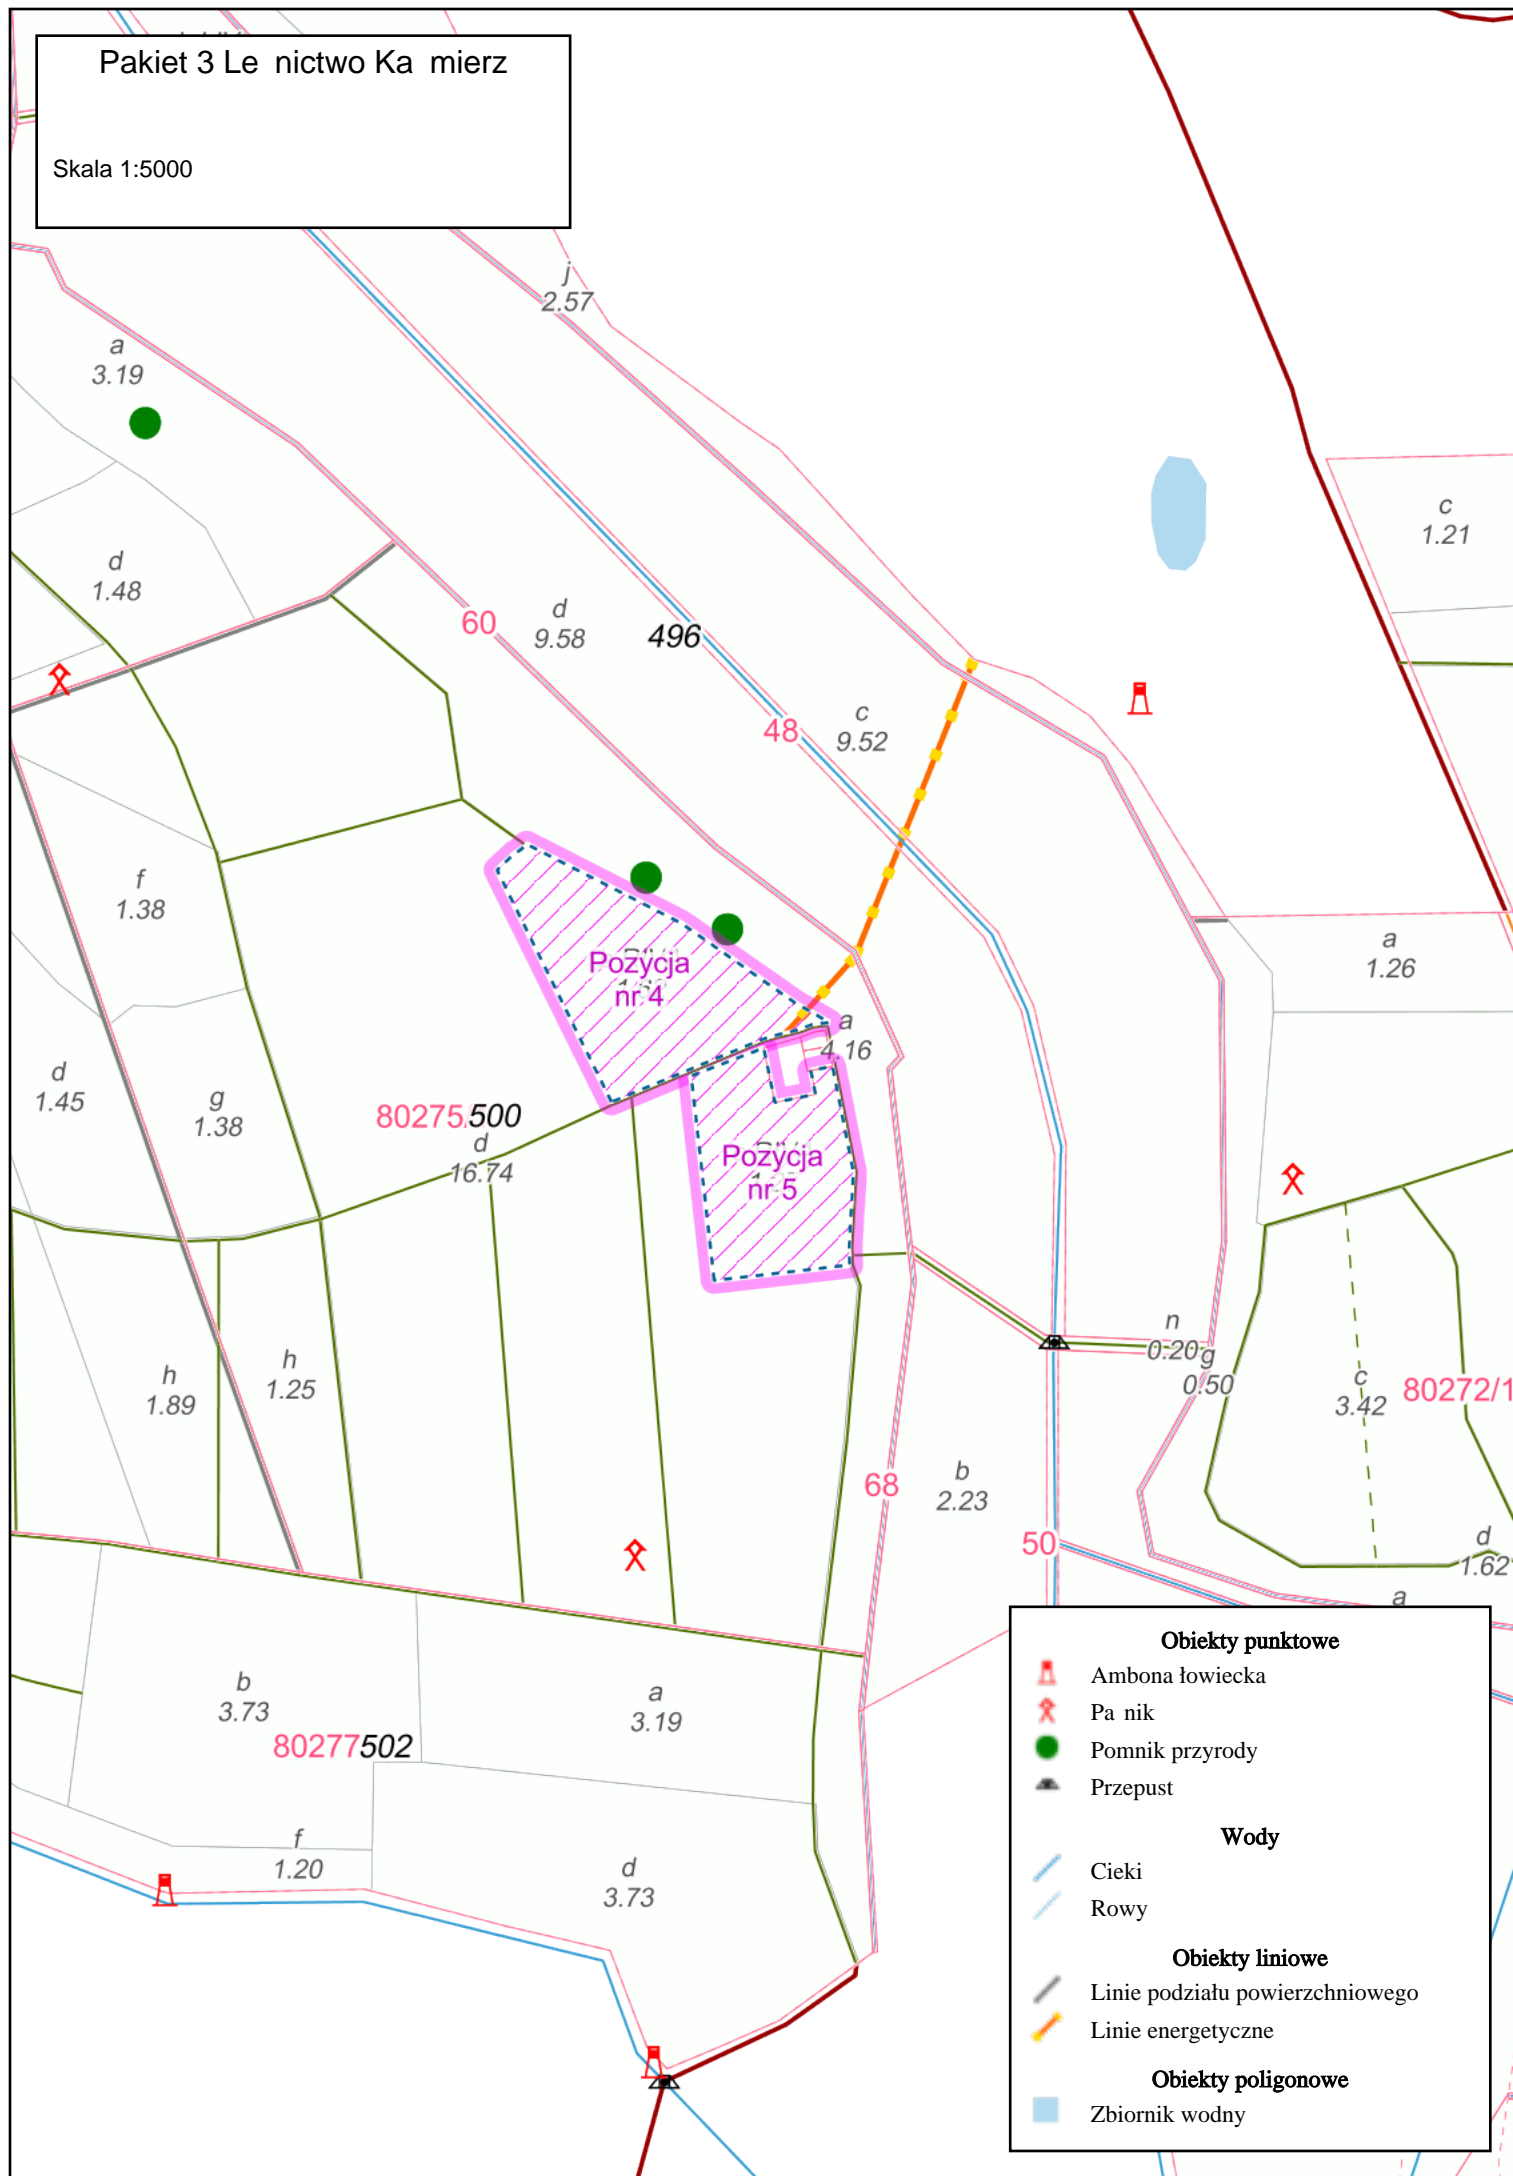 Pakiet 3 Le nictwo Ka mierz
Skala 1:5000
j
2.57
a
3.19
c
1.21
d
1.48
60
d
9.58
496
48
c
9.52
f
1.38
a
1.26
Pozycja
nr 4
a
4.16
d
1.45
g
1.38
80275/500
d
16.74
Pozycja
nr 5
n
0.20
g
0.50
h
1.89
h
1.25
c
3.42
80272/1
68
b
2.23
50
d
1.62
a
b
3.73
a
3.19
80277 502
f
1.20
d
3.73
Obiekty punktowe
Ambona łowiecka
Pa nik
Pomnik przyrody
Przepust
Wody
Cieki
Rowy
Obiekty liniowe
Linie podziału powierzchniowego
Linie energetyczne
Obiekty poligonowe
Zbiornik wodny